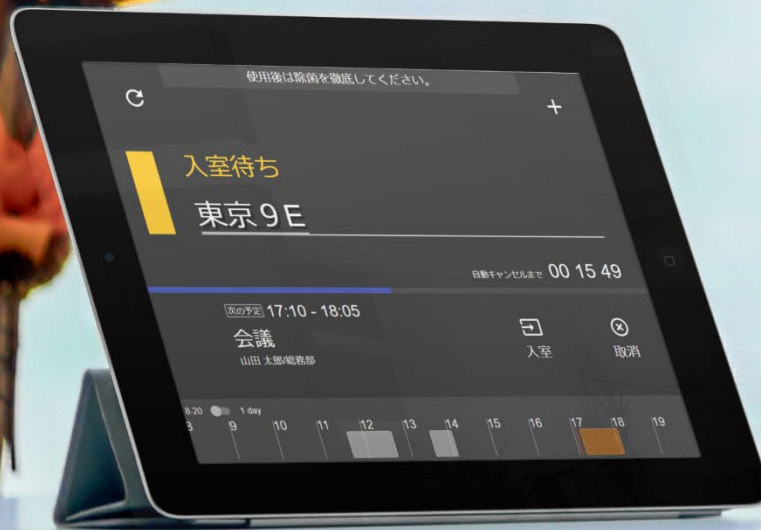 使用後は除菌を徹底してください。
入室待ち
東京9E
自動キャンセルまで 00 15 49
次の予定 17:10 - 18:05
会議
山田 太郎/総務部
入室
取消
8-20 1 day
8 9 10 11 12 13 14 15 16 17 18 19